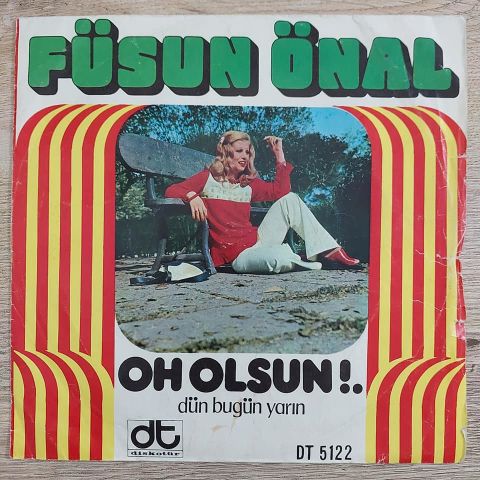 FÜSUN ÖNAL
OH OLSUN!.
dün bugün yarın
dt
diskotür
DT 5122